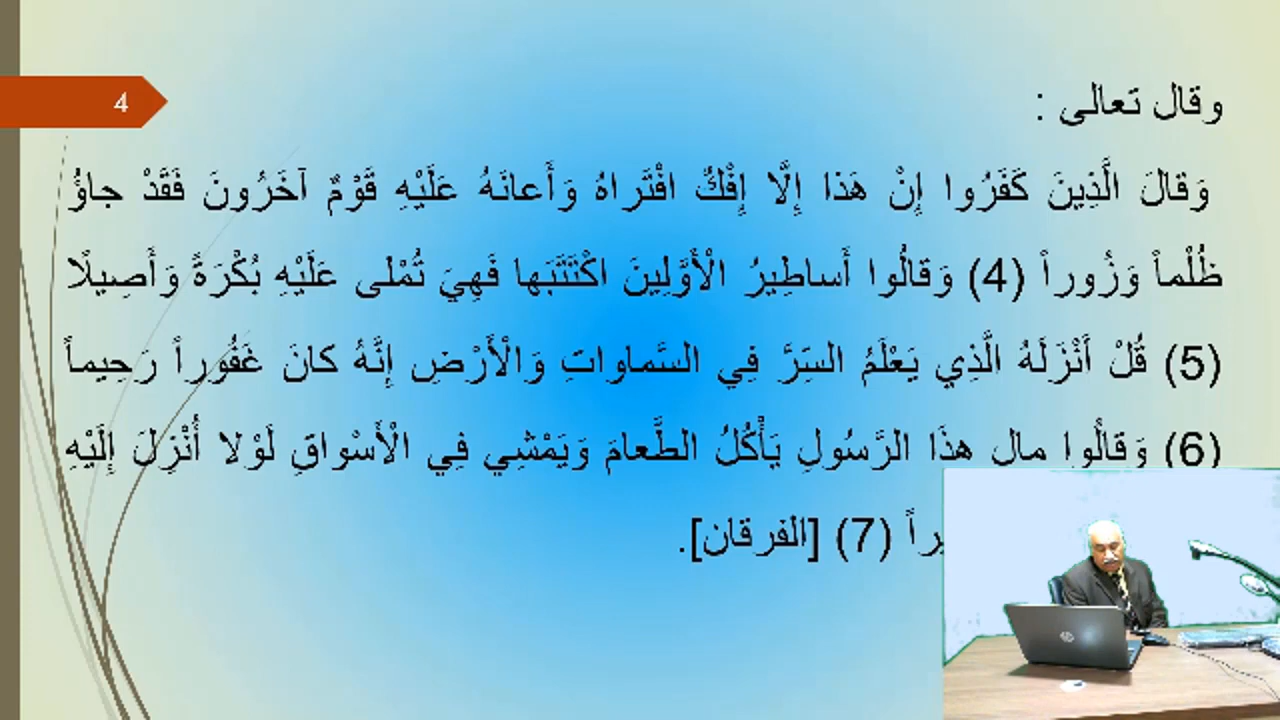 4
وقال تعالى :
وَقالَ الَّذِينَ كَفَرُوا إِنْ هَذا إِلَّا إِفْكٌ افْتَراهُ وَأَعانَهُ عَلَيْهِ قَوْمٌ آخَرُونَ فَقَدْ جاؤُ
ظُلْماً وَزُوراً (4) وَقالُوا أَساطِيرُ الْأَوَّلِينَ اكْتَتَبَها فَهِيَ تُمْلى عَلَيْهِ بُكْرَةً وَأَصِيلًا
(5) قُلْ أَنْزَلَهُ الَّذِي يَعْلَمُ السِّرَّ فِي السَّماواتِ وَالْأَرْضِ إِنَّهُ كانَ غَفُوراً رَحِيماً
(6) وَقالُوا مالِ هذَا الرَّسُولِ يَأْكُلُ الطَّعامَ وَيَمْشِي فِي الْأَسْواقِ لَوْلا أُنْزِلَ إِلَيْهِ
(7) [الفرقان].